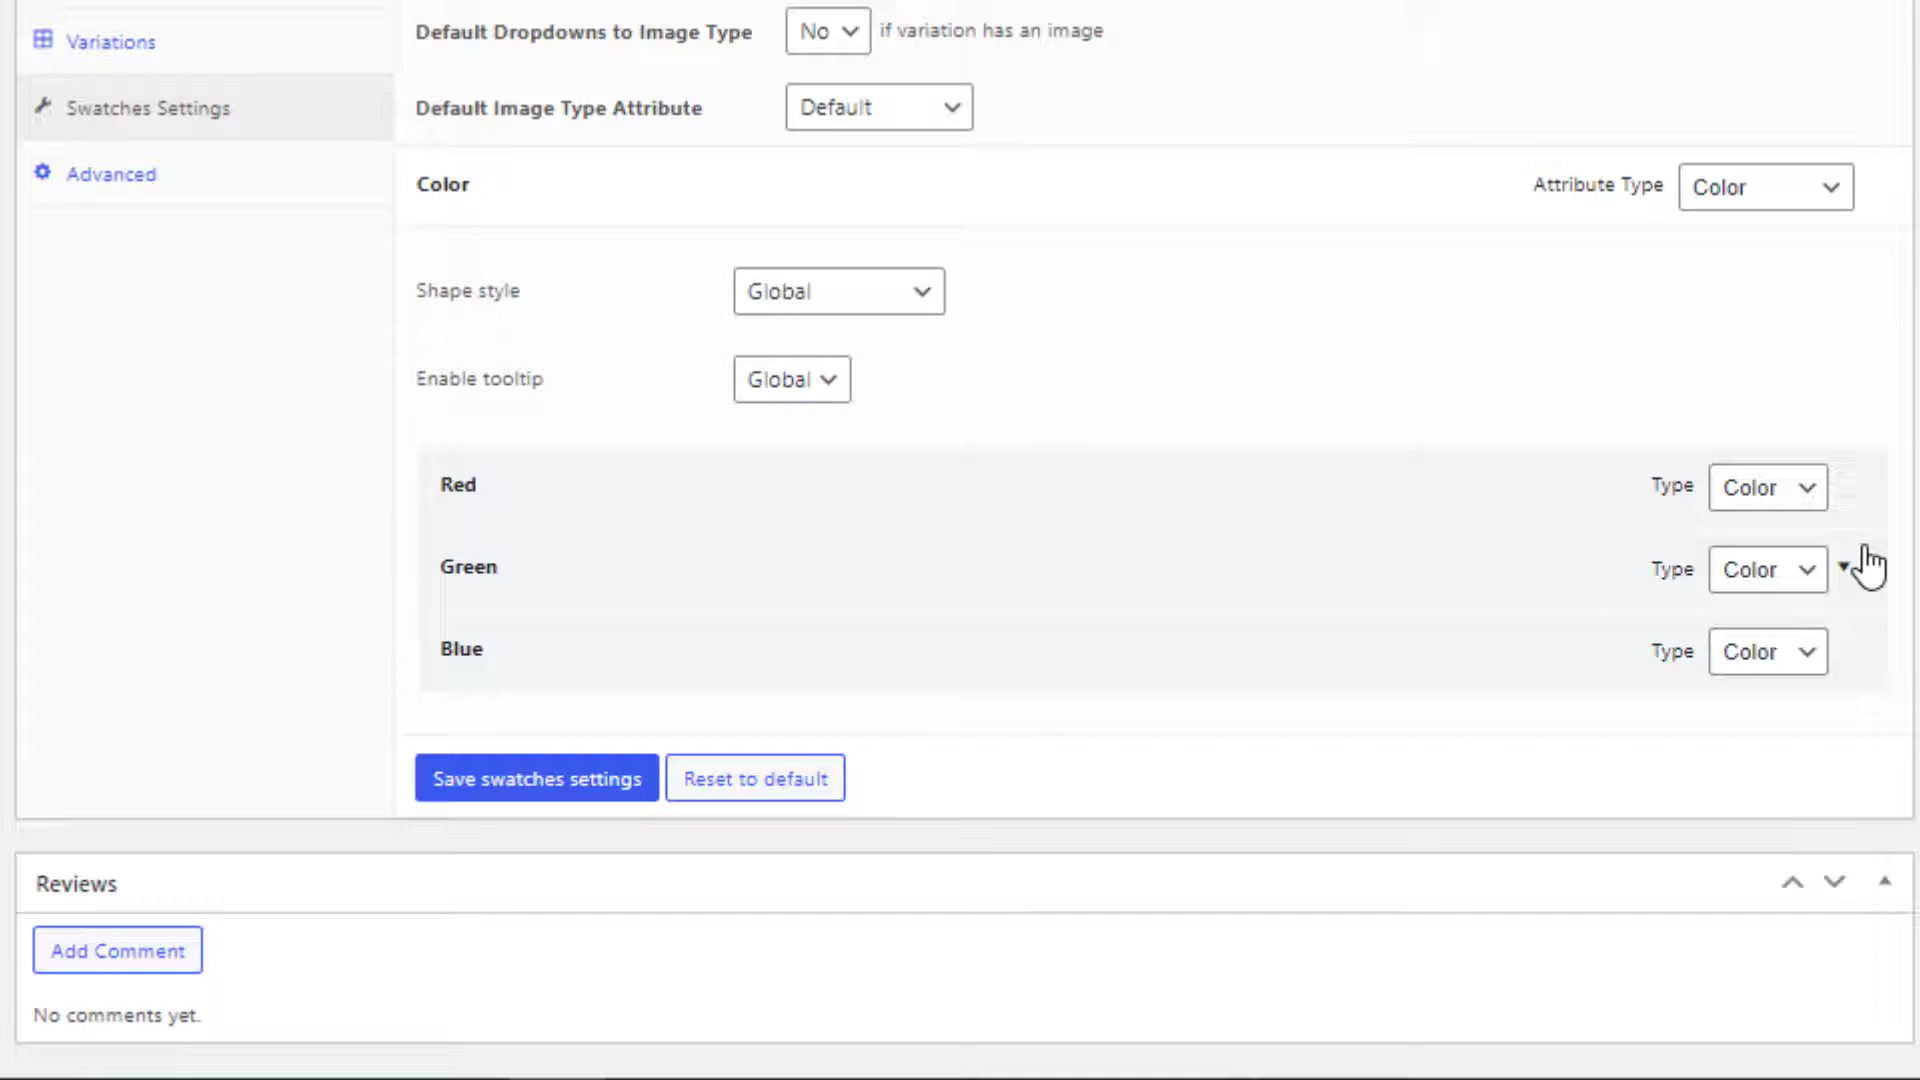 Variations
Default Dropdowns to Image Type No if variation has an image
Swatches Settings
Default Image Type Attribute Default
Advanced
Color Attribute Type Color
Shape style Global
Enable tooltip Global
Red Type Color
Green Type Color
Blue Type Color
Save swatches settings Reset to default
Reviews
Add Comment
No comments yet.